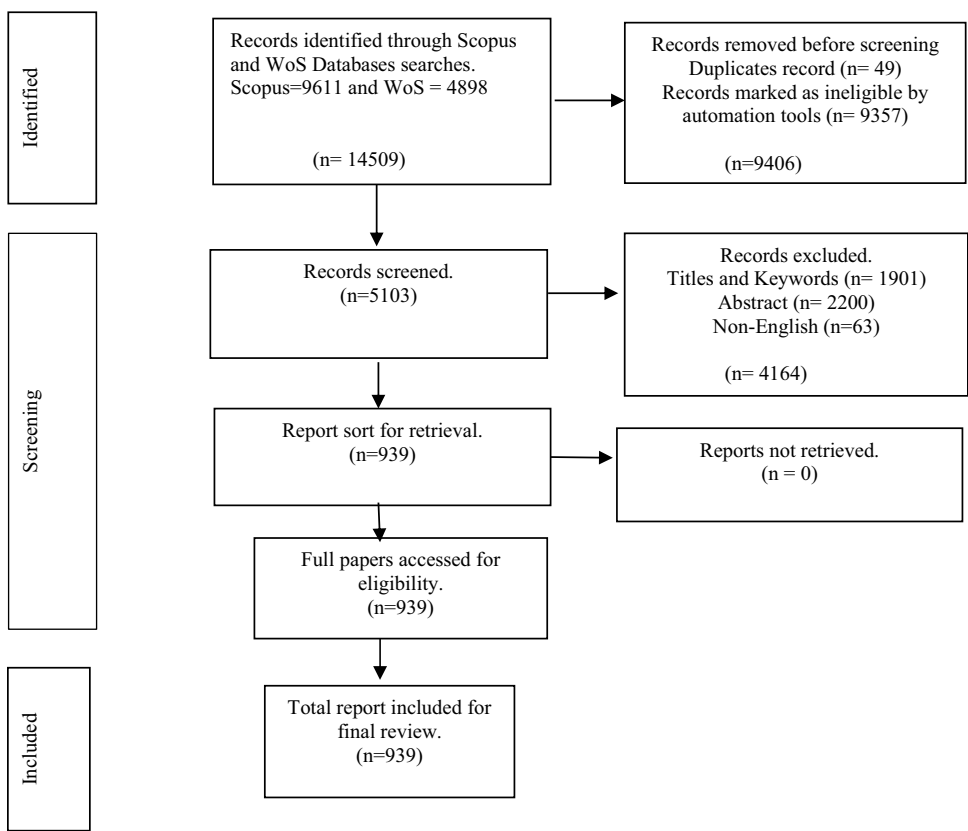 Identified
Records identified through Scopus
and WoS Databases searches.
Scopus=9611 and WoS = 4898
(n= 14509)
Records removed before screening
Duplicates record (n= 49)
Records marked as ineligible by
automation tools (n= 9357)
(n=9406)
Screening
Records screened.
(n=5103)
Records excluded.
Titles and Keywords (n= 1901)
Abstract (n= 2200)
Non-English (n=63)
(n= 4164)
Report sort for retrieval.
(n=939)
Reports not retrieved.
(n = 0)
Full papers accessed for
eligibility.
(n=939)
Included
Total report included for
final review.
(n=939)